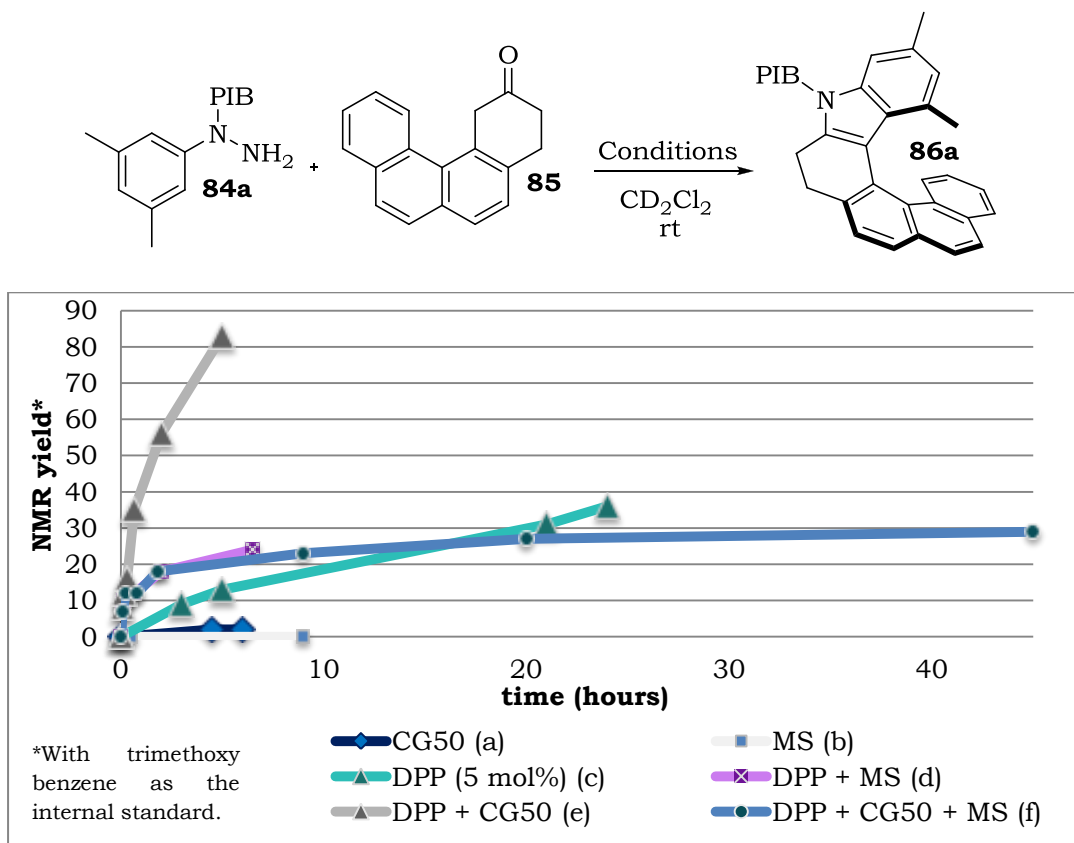 O
PIB
N
NH2
84a
+
85
Conditions
CD2Cl2
rt
PIB
N
86a
90
80
70
60
50
40
30
20
10
0
NMR yield*
0 10 20 30 40
time (hours)
*With trimethoxy
benzene as the
internal standard.
CG50 (a) MS (b)
DPP (5 mol%) (c) DPP + MS (d)
DPP + CG50 (e) DPP + CG50 + MS (f)